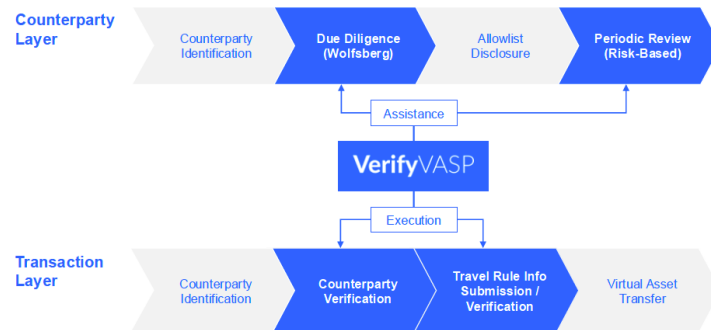 Counterparty
Layer
Counterparty
Identification
Due Diligence
(Wolfsberg)
Allowlist
Disclosure
Periodic Review
(Risk-Based)
Assistance
VerifyVASP
Execution
Transaction
Layer
Counterparty
Identification
Counterparty
Verification
Travel Rule Info
Submission /
Verification
Virtual Asset
Transfer